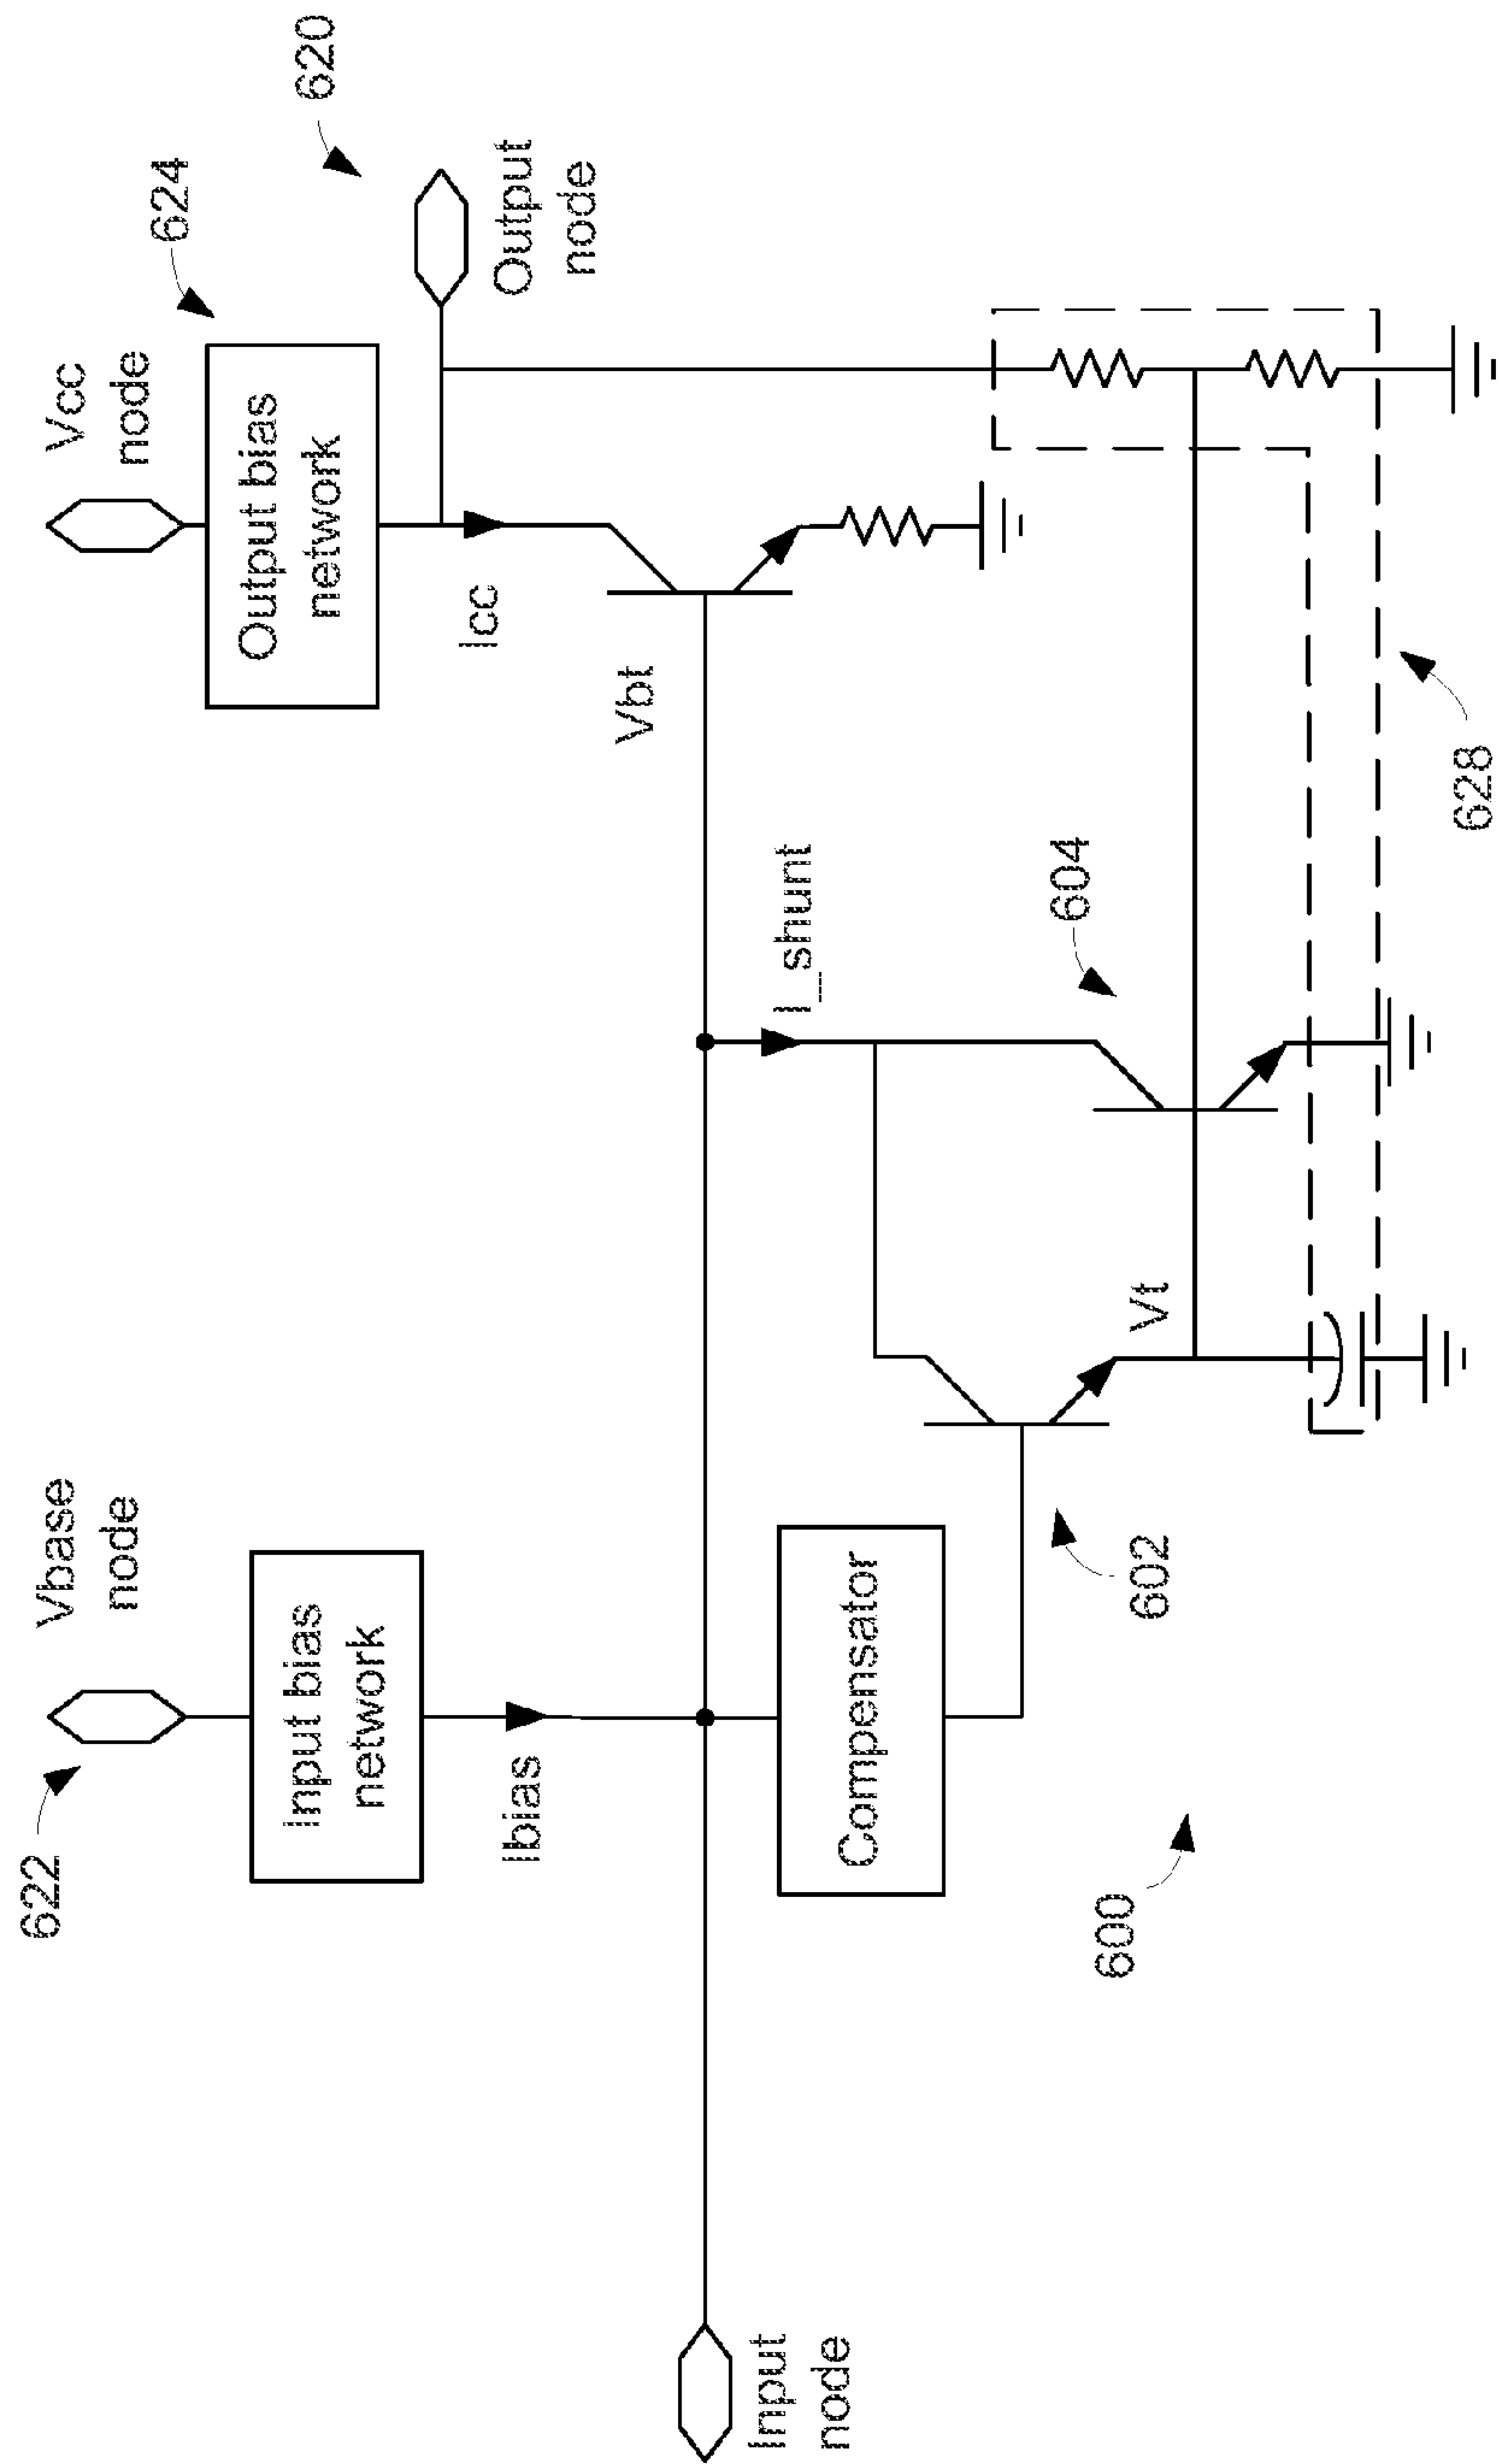 622
Vbase
node
Input bias
network
Ibias
Input
node
Compensator
600
602
Vt
I_shunt
604
Vbt
Vcc
node
624
Output bias
network
Icc
620
Output
node
628